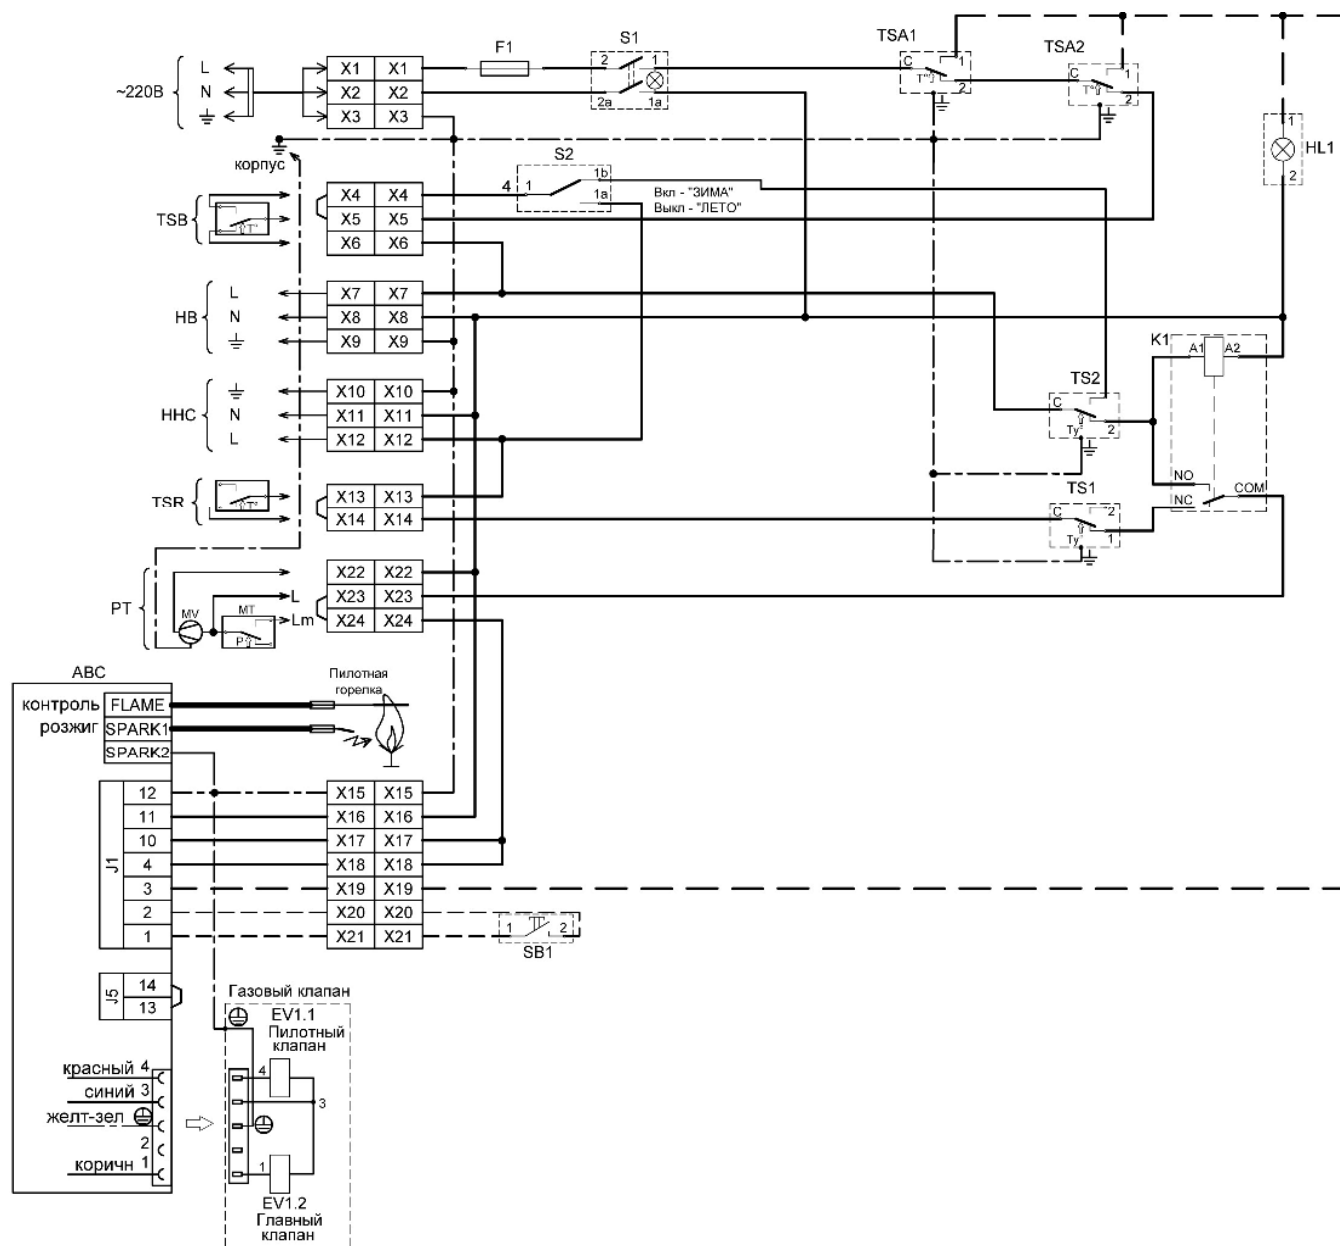 F1
S1
TSA1
TSA2
~220В
L
N
X1 X1
X2 X2
X3 X3
2 1
2a 1a
C 1
T° 2
C 1
T° 2
корпус
S2
HL1
1
2
TSB
T°
X4 X4
X5 X5
X6 X6
4 1
1b
1a
Вкл - "ЗИМА"
Выкл - "ЛЕТО"
НВ
L
N
X7 X7
X8 X8
X9 X9
K1
A1 A2
ННС
N
L
X10 X10
X11 X11
X12 X12
TS2
C
Ty 2
TSR
T°
X13 X13
X14 X14
NO
NC COM
TS1
C 2
Ty 1
PT
MV
MT
P
L
Lm
X22 X22
X23 X23
X24 X24
ABC
контроль FLAME
розжиг SPARK1
SPARK2
Пилотная
горелка
J1
12 X15 X15
11 X16 X16
10 X17 X17
4 X18 X18
3 X19 X19
2 X20 X20
1 X21 X21
1 2
SB1
J5
14
13
Газовый клапан
EV1.1
Пилотный
клапан
красный 4
синий 3
желт-зел
2
коричн 1
4
3
1
EV1.2
Главный
клапан